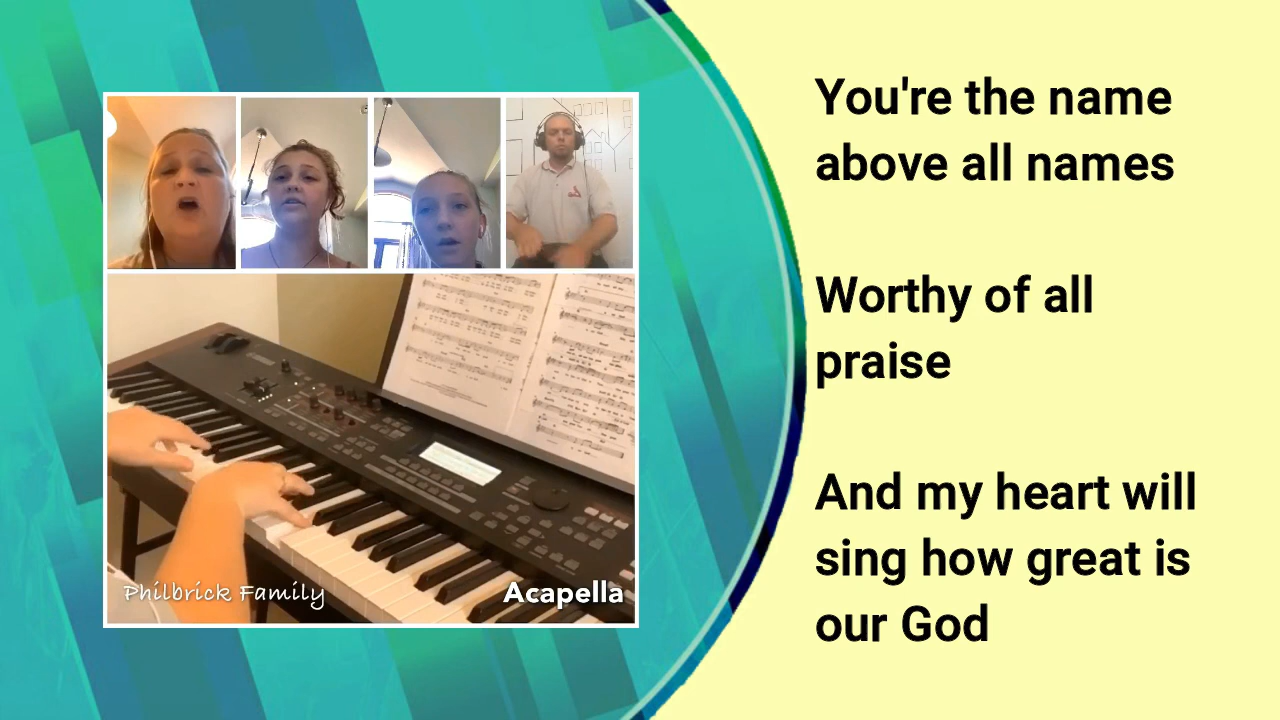 You're the name
above all names
Worthy of all
praise
And my heart will
sing how great is
our God
Philbrick Family
Acapella